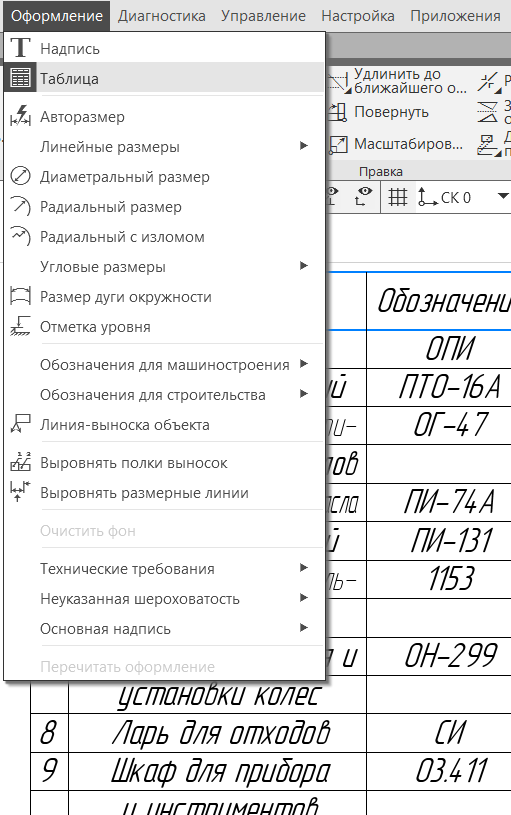 Оформление Диагностика Управление Настройка Приложения
Надпись
Таблица
Авторазмер
Линейные размеры
Диаметральный размер
Радиальный размер
Радиальный с изломом
Угловые размеры
Размер дуги окружности
Отметка уровня
Обозначения для машиностроения
Обозначения для строительства
Линия-выноска объекта
Выровнять полки выносок
Выровнять размерные линии
Очистить фон
Технические требования
Неуказанная шероховатость
Основная надпись
Перечитать оформление
Удлинить до
ближайшего о...
Повернуть
Масштабиров...
Правка
СК 0
Обозначени
ОПИ
ый ПТО-16А
ОГ-47
ов
асла ПИ-74А
ый ПИ-131
ль- 1153
я и ОН-299
установки колес
8 Ларь для отходов СИ
9 Шкаф для прибора 03.411
и инструментов